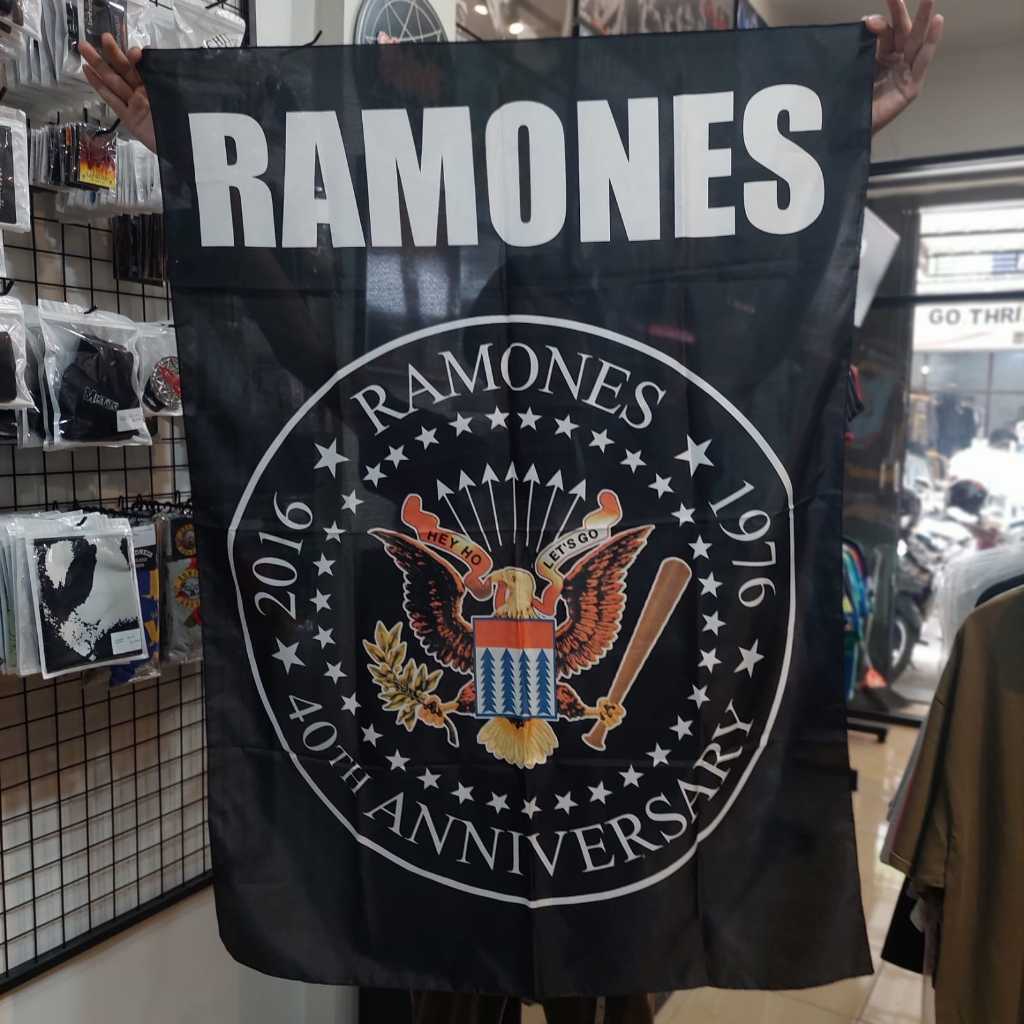 RAMONES
RAMONES
2016
1976
HEY HO
LET'S GO
40TH ANNIVERSARY
GO THRI